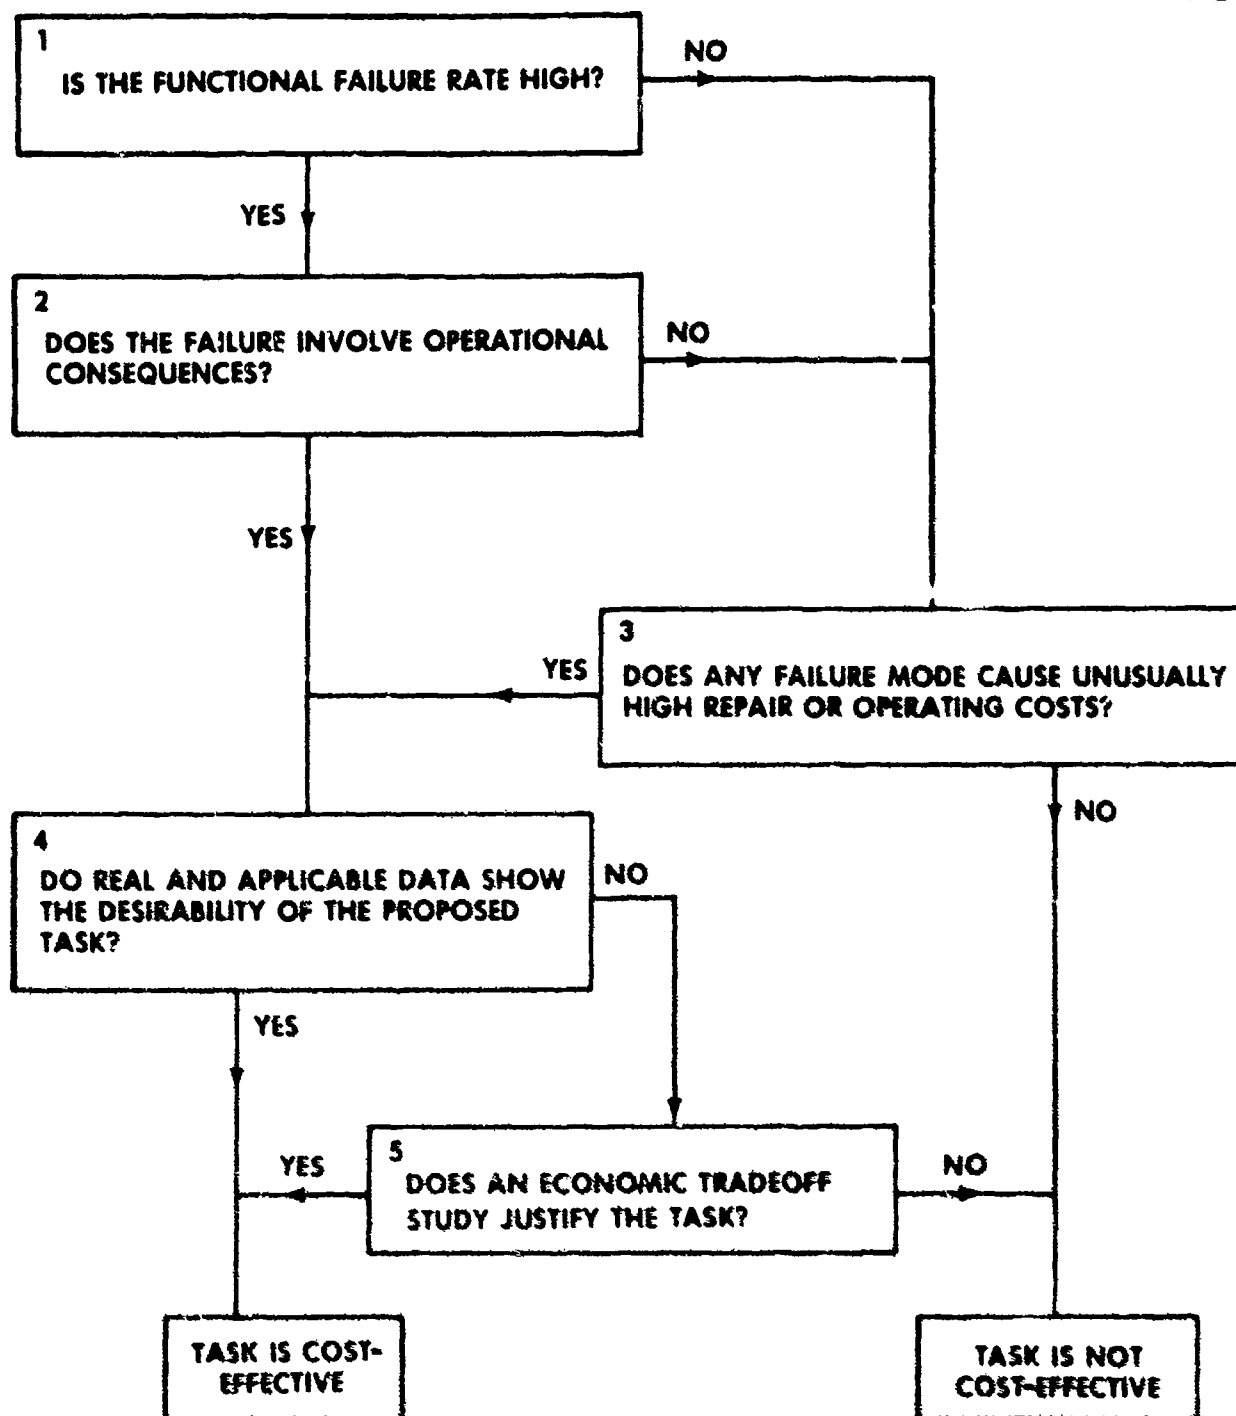 1
IS THE FUNCTIONAL FAILURE RATE HIGH?
NO
YES
2
DOES THE FAILURE INVOLVE OPERATIONAL
CONSEQUENCES?
NO
YES
3
DOES ANY FAILURE MODE CAUSE UNUSUALLY
HIGH REPAIR OR OPERATING COSTS?
YES
NO
4
DO REAL AND APPLICABLE DATA SHOW
THE DESIRABILITY OF THE PROPOSED
TASK?
NO
YES
5
DOES AN ECONOMIC TRADEOFF
STUDY JUSTIFY THE TASK?
YES
NO
TASK IS COST-
EFFECTIVE
TASK IS NOT
COST-EFFECTIVE